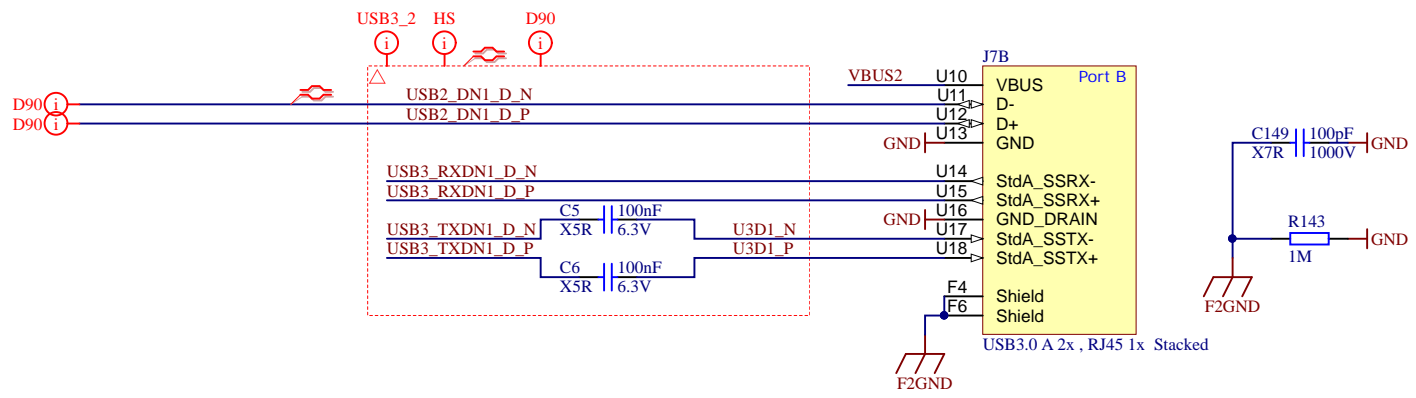 USB3_2 HS D90
i i i
J7B
Port B
VBUS2 U10 VBUS
D90 i USB2_DN1_D_N U11 D-
D90 i USB2_DN1_D_P U12 D+
GND U13 GND
C149 100pF GND
X7R 1000V
USB3_RXDN1_D_N U14 StdA_SSRX-
USB3_RXDN1_D_P U15 StdA_SSRX+
C5 100nF GND U16 GND_DRAIN
X5R 6.3V
USB3_TXDN1_D_N U3D1_N U17 StdA_SSTX-
USB3_TXDN1_D_P U3D1_P U18 StdA_SSTX+
R143 GND
1M
C6 100nF
X5R 6.3V
F4 Shield
F6 Shield
F2GND
USB3.0 A 2x , RJ45 1x Stacked
F2GND